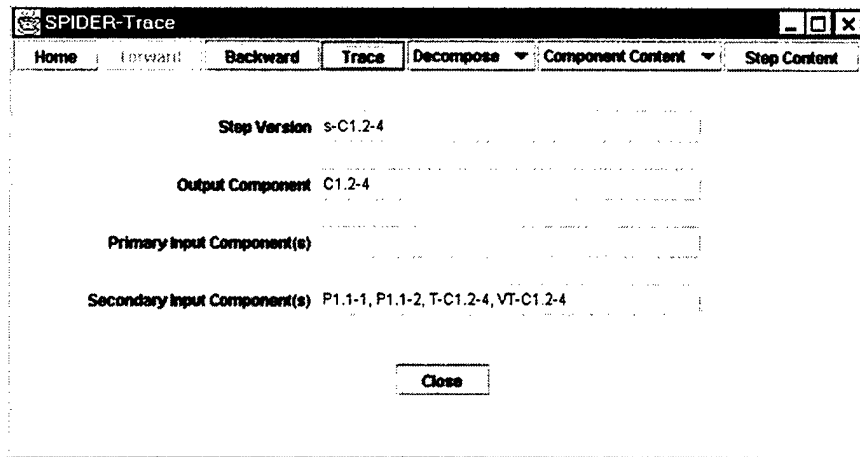 SPIDER-Trace
Home Forward Backward Trace Decompose Component Content Step Content
Step Version s-C1.2-4
Output Component C1.2-4
Primary Input Component(s)
Secondary Input Component(s) P1.1-1, P1.1-2, T-C1.2-4, VT-C1.2-4
Close